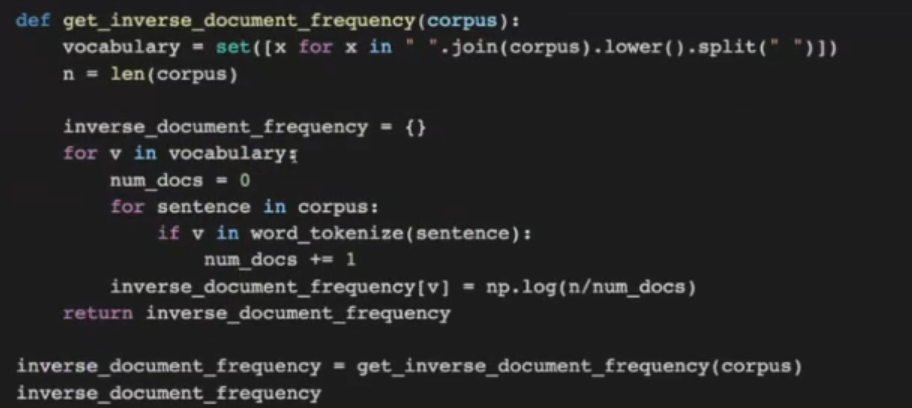 def get_inverse_document_frequency(corpus):
    vocabulary = set([x for x in " ".join(corpus).lower().split(" ")])
    n = len(corpus)

    inverse_document_frequency = {}
    for v in vocabulary:
        num_docs = 0
        for sentence in corpus:
            if v in word_tokenize(sentence):
                num_docs += 1
        inverse_document_frequency[v] = np.log(n/num_docs)
    return inverse_document_frequency

inverse_document_frequency = get_inverse_document_frequency(corpus)
inverse_document_frequency